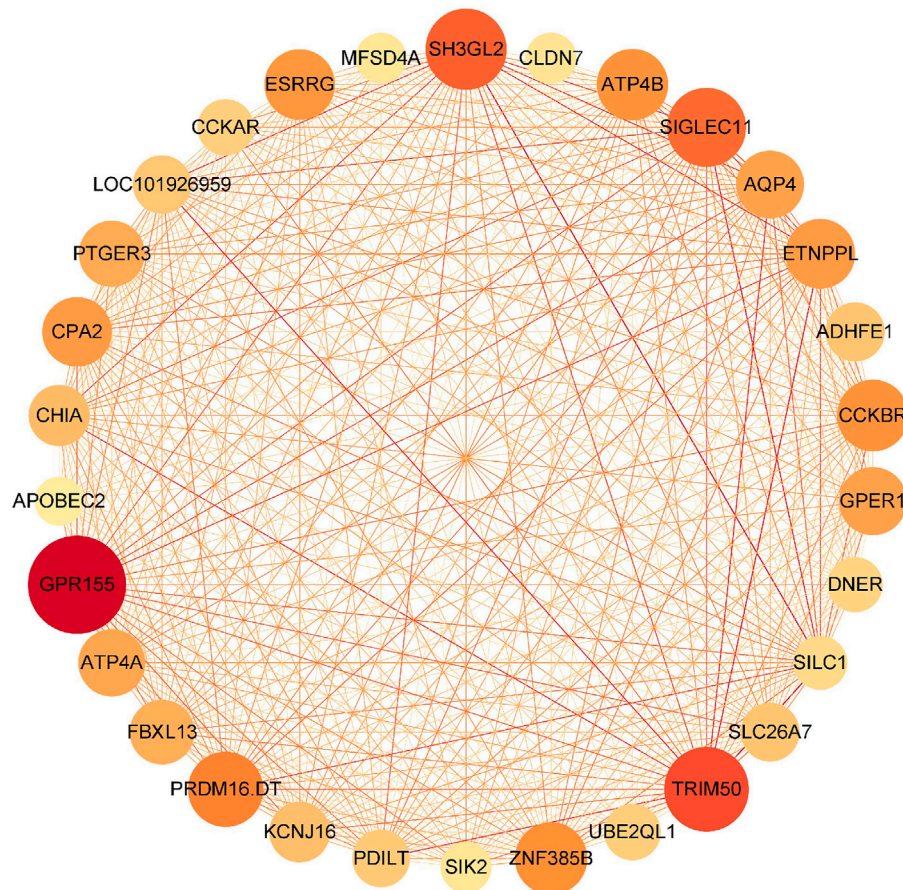 SH3GL2
MFSD4A
CLDN7
ESRRG
ATP4B
CCKAR
SIGLEC11
LOC101926959
AQP4
PTGER3
ETNPPL
CPA2
ADHFE1
CHIA
CCKBR
APOBEC2
GPER1
GPR155
DNER
ATP4A
SILC1
FBXL13
SLC26A7
PRDM16.DT
TRIM50
KCNJ16
UBE2QL1
PDILT
ZNF385B
SIK2